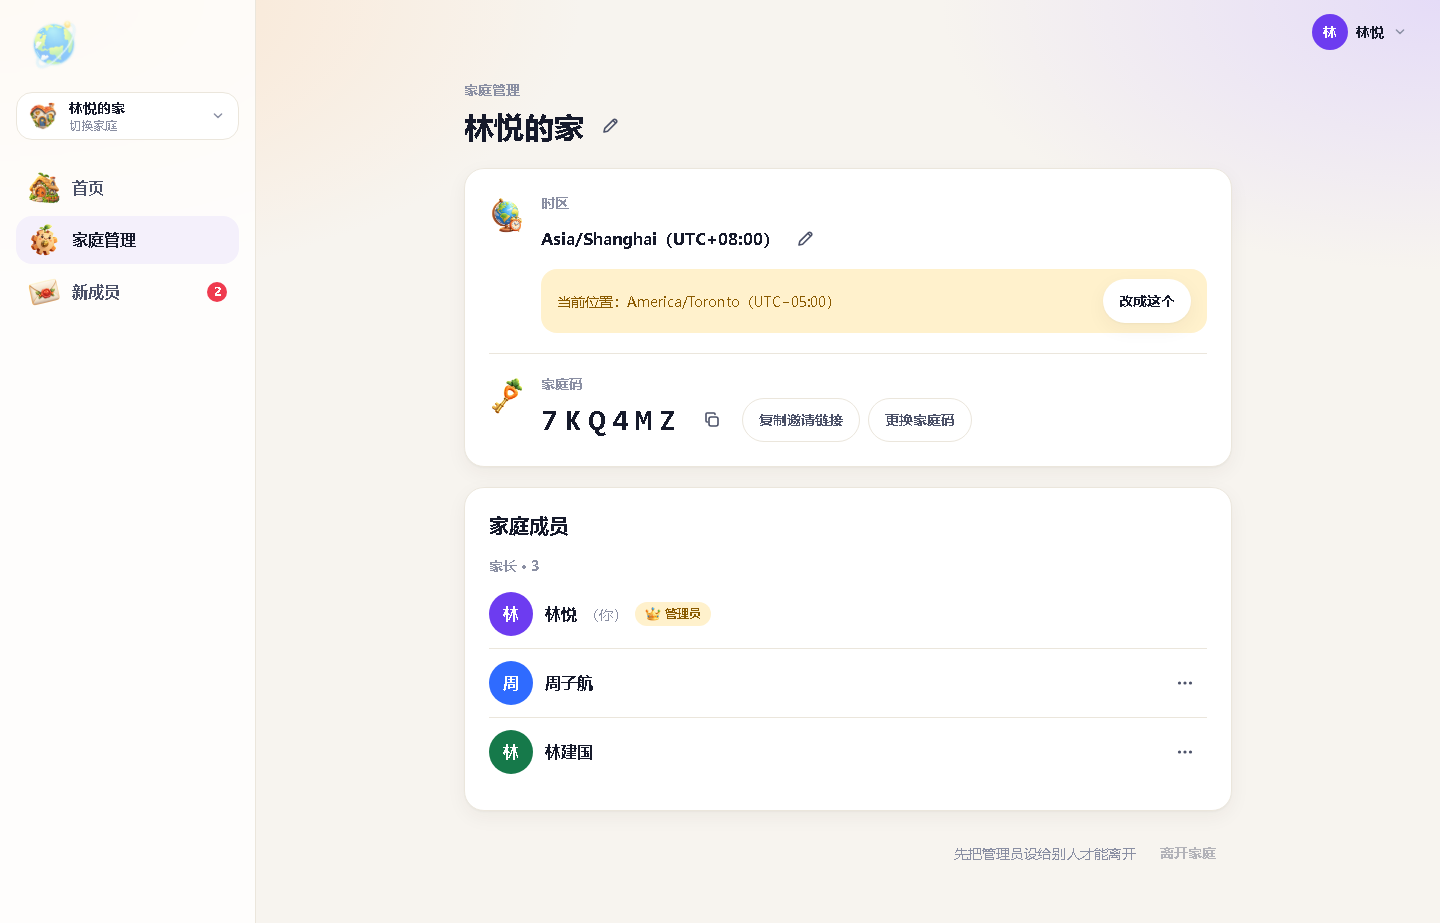 林
林悦
林悦的家
切换家庭
首页
家庭管理
新成员
2
家庭管理
林悦的家
时区
Asia/Shanghai（UTC+08:00）
当前位置：America/Toronto（UTC−05:00）
改成这个
家庭码
7KQ4MZ
复制邀请链接
更换家庭码
家庭成员
家长 • 3
林
林悦
（你）
管理员
周
周子航
林
林建国
先把管理员设给别人才能离开
离开家庭